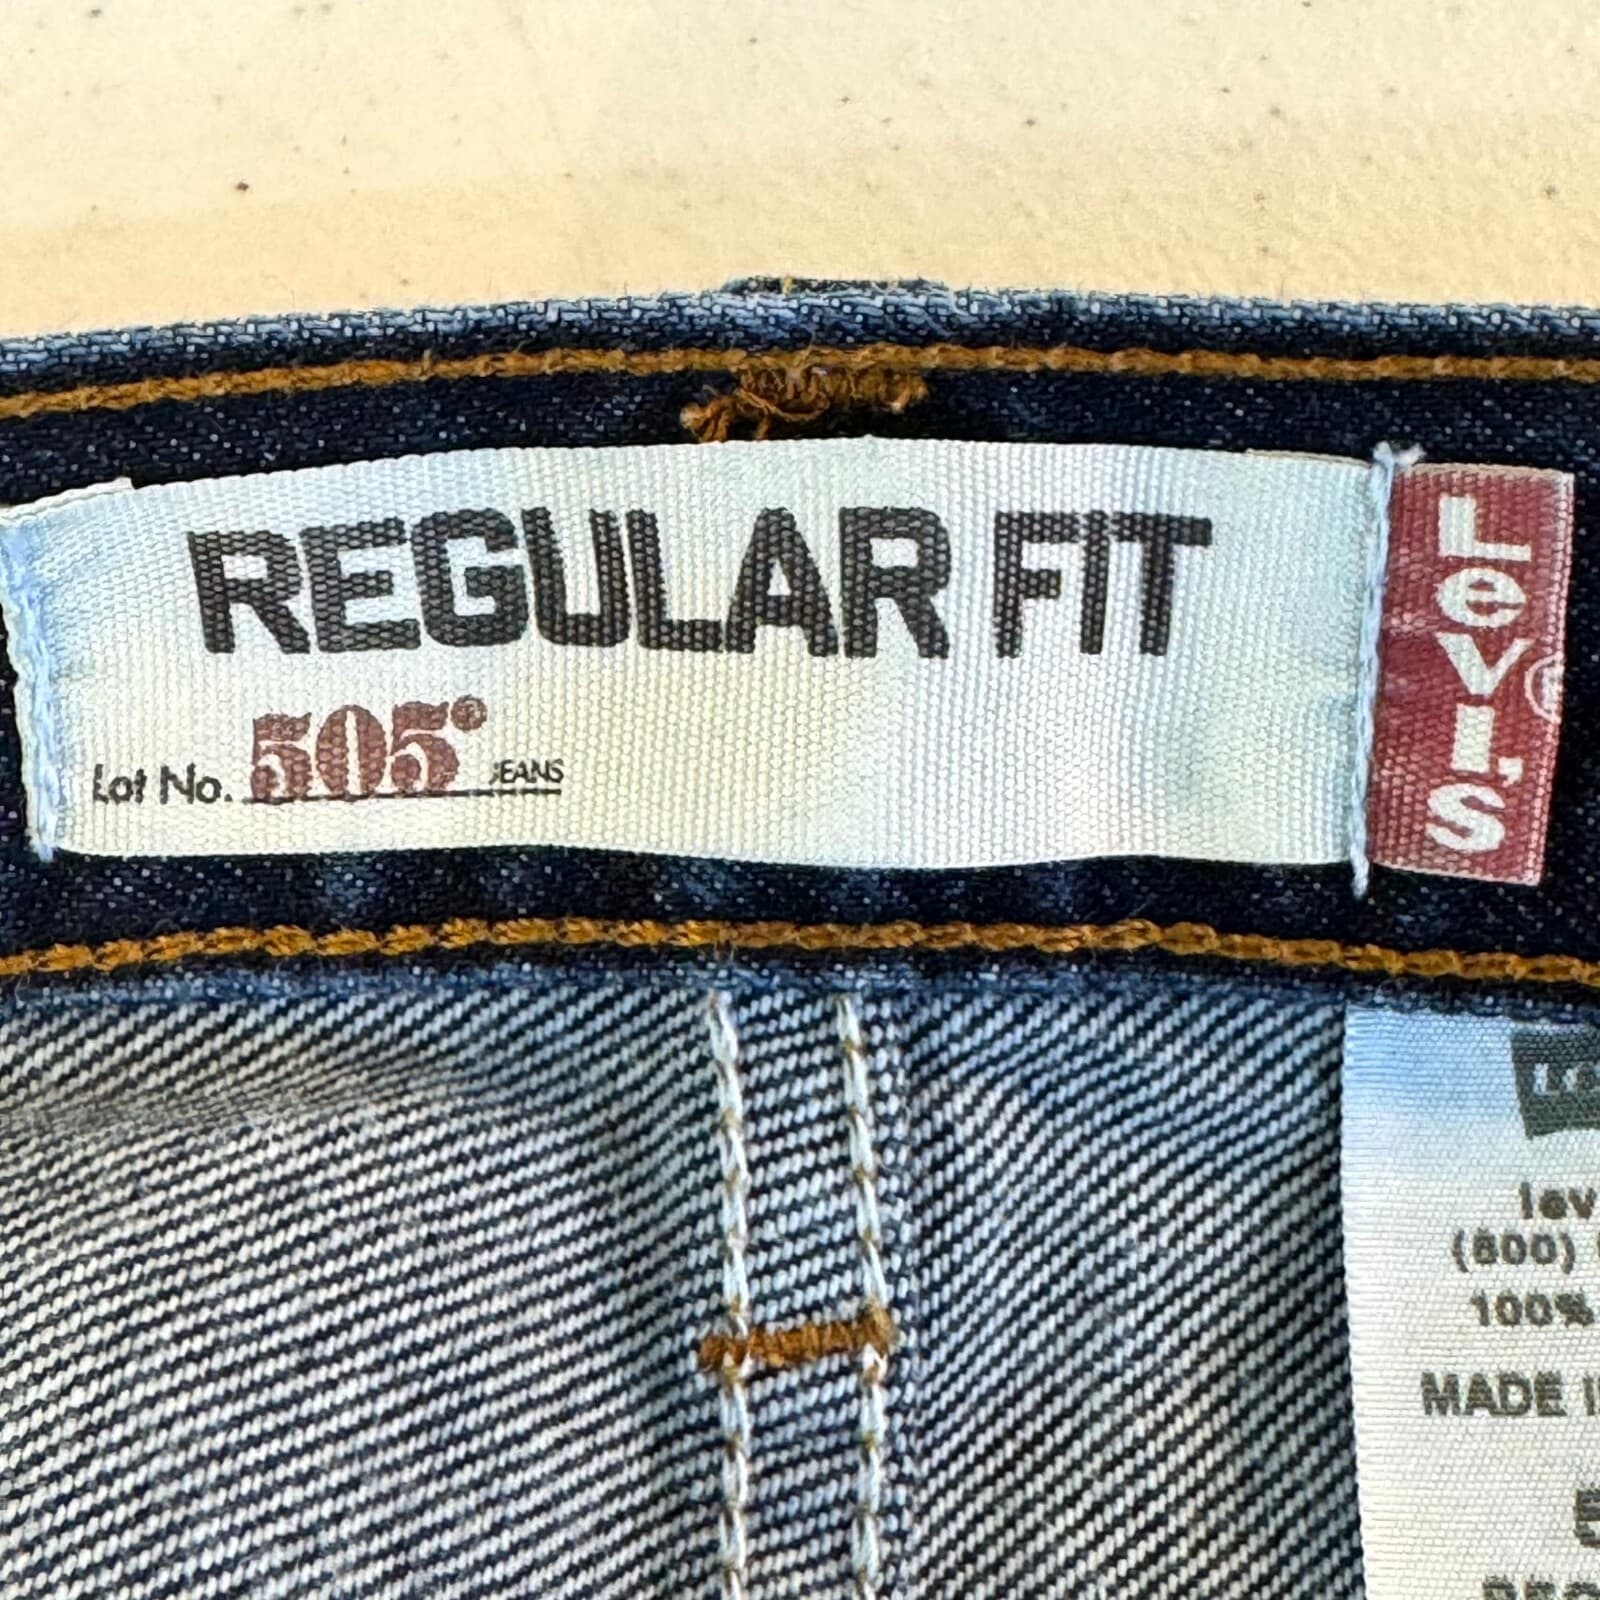 REGULAR FIT
Lot No. 505® JEANS
Levi's®
lev
(800)
100%
MADE